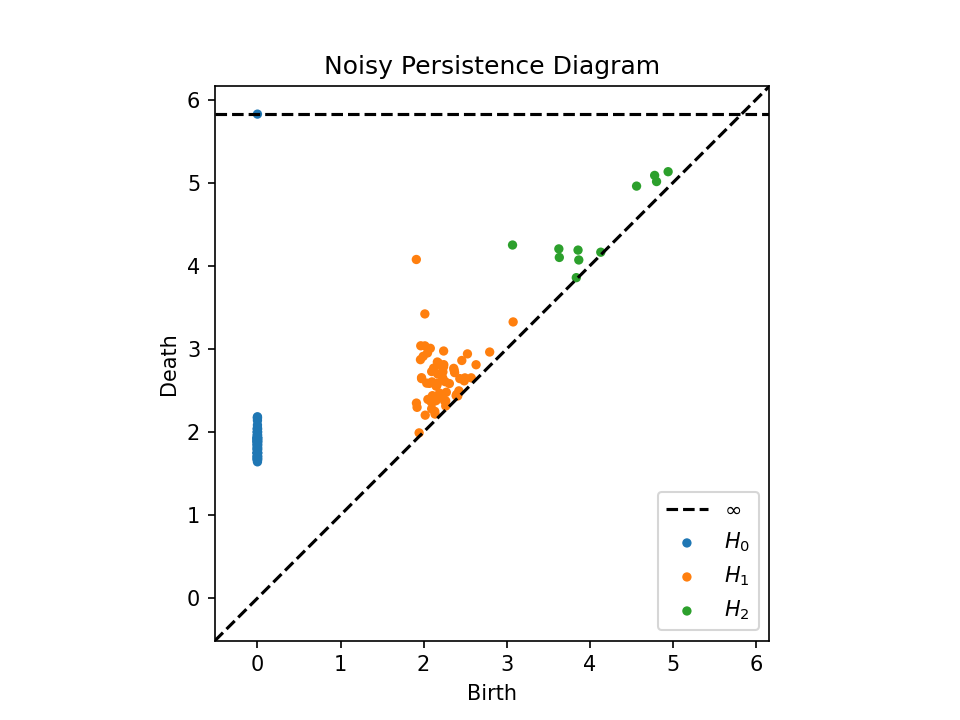 Noisy Persistence Diagram
Death
6
5
4
3
2
1
0
0 1 2 3 4 5 6
Birth
∞
H₀
H₁
H₂